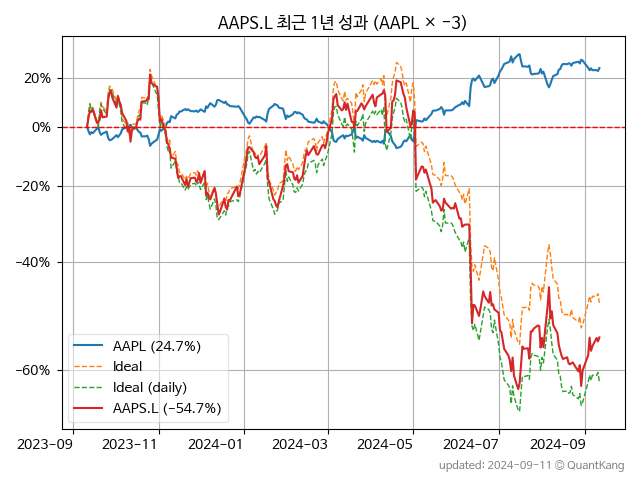 AAPS.L 최근 1년 성과 (AAPL × −3)
20%
0%
−20%
−40%
−60%
AAPL (24.7%)
Ideal
Ideal (daily)
AAPS.L (−54.7%)
2023-09
2023-11
2024-01
2024-03
2024-05
2024-07
2024-09
updated: 2024-09-11 © QuantKang